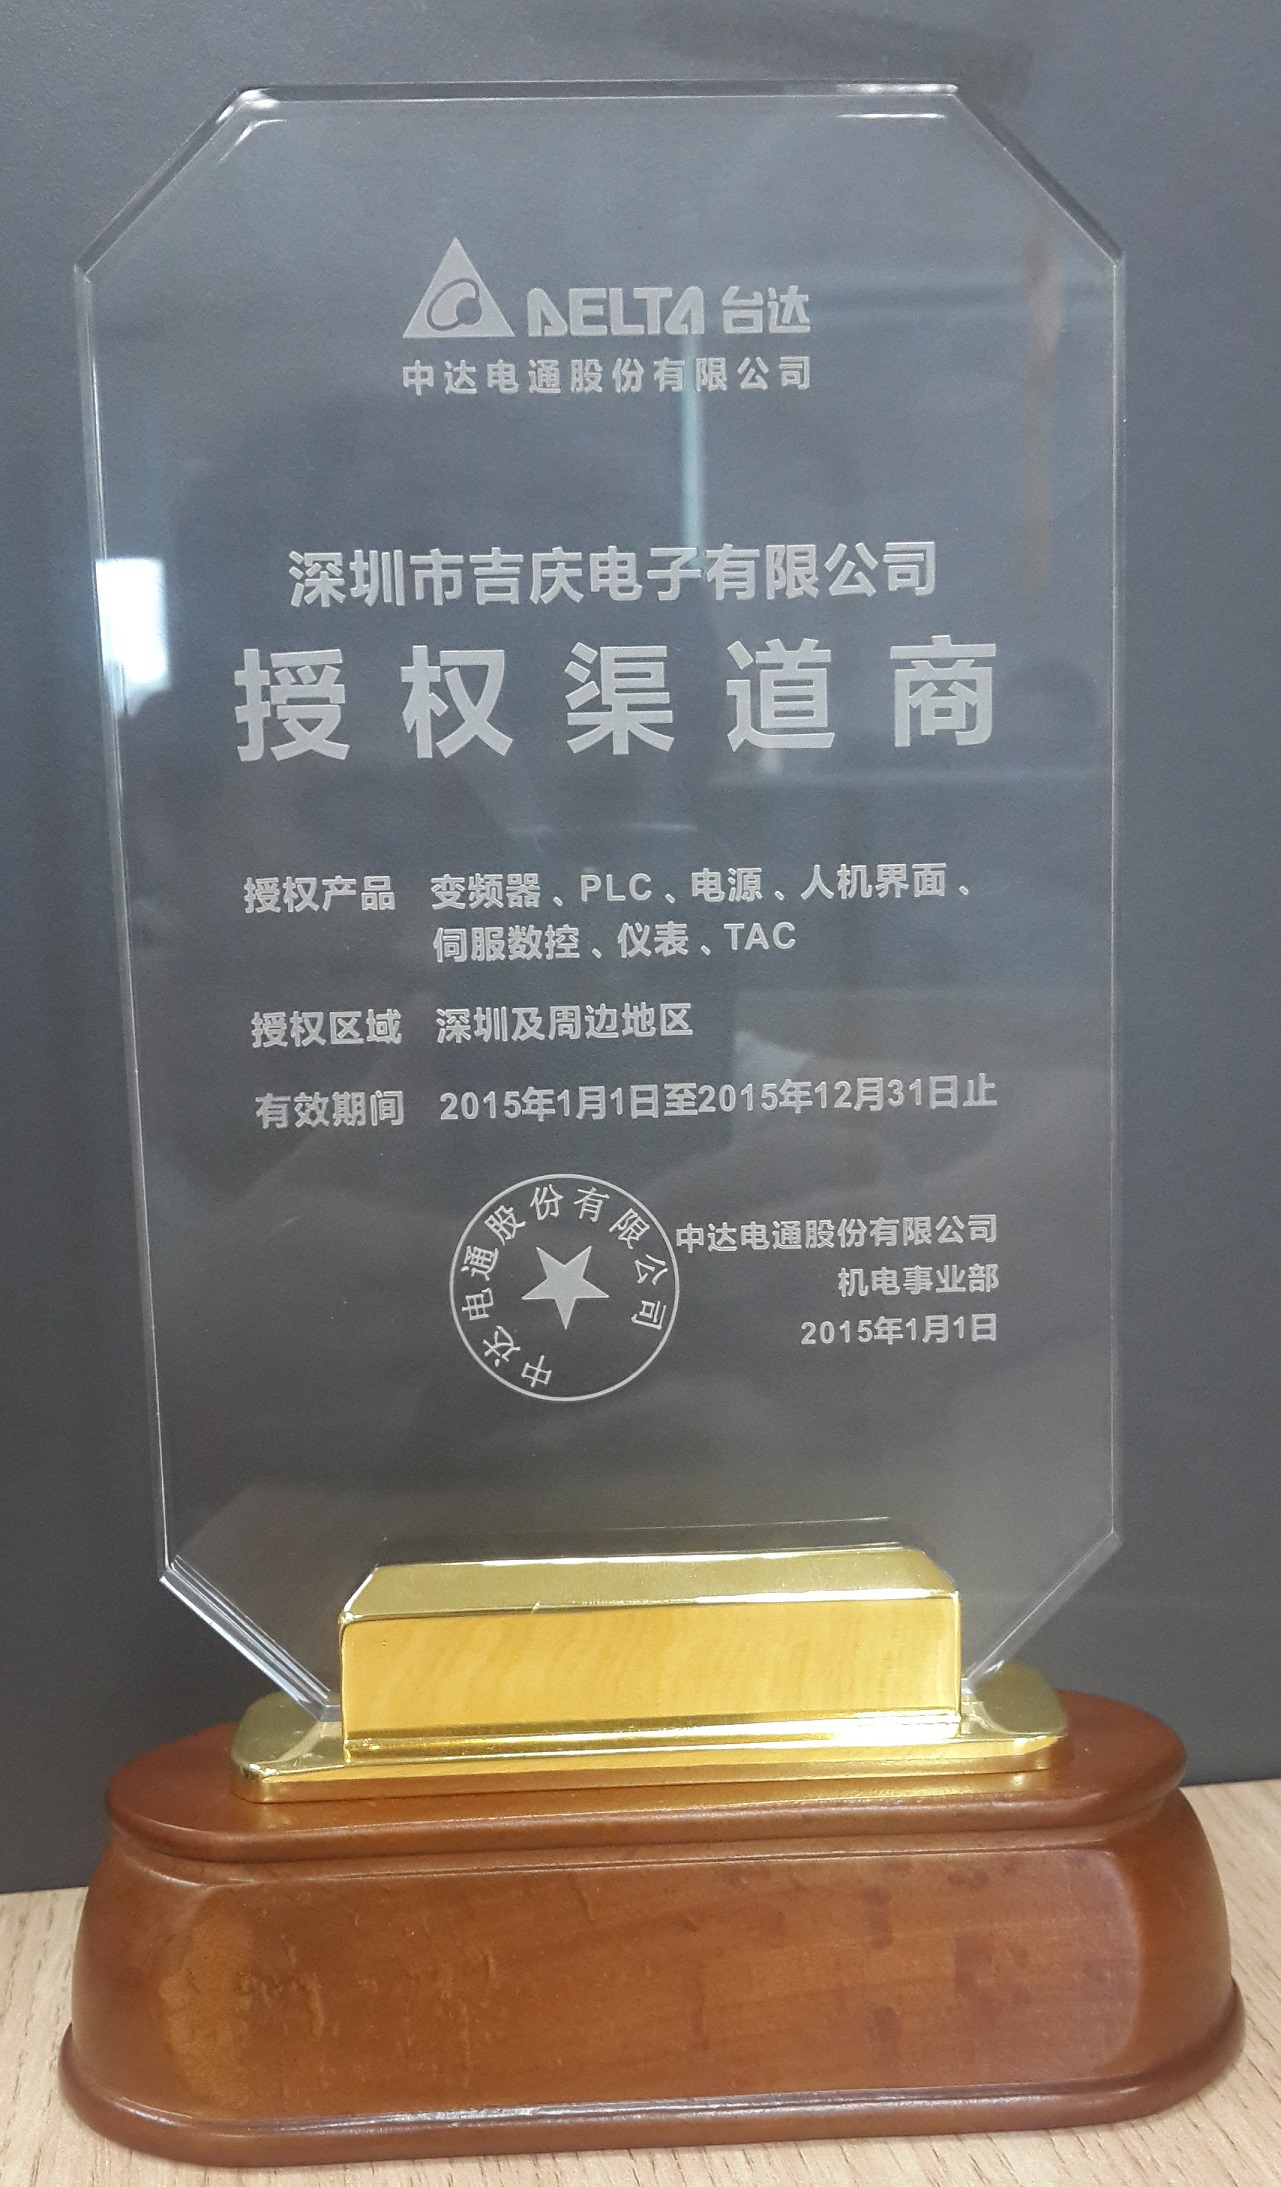 DELTA 台达
中达电通股份有限公司
深圳市吉庆电子有限公司
授权渠道商
授权产品 变频器、PLC、电源、人机界面、
伺服数控、仪表、TAC
授权区域 深圳及周边地区
有效期间 2015年1月1日至2015年12月31日止
中达电通股份有限公司
中达电通股份有限公司
机电事业部
2015年1月1日